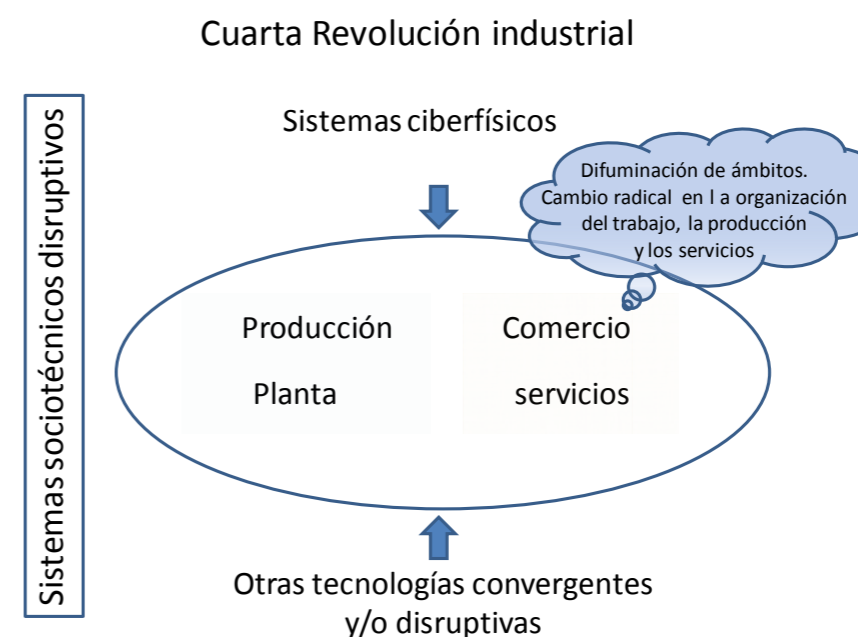 Cuarta Revolución industrial
Sistemas sociotécnicos disruptivos
Sistemas ciberfísicos
Difuminación de ámbitos.
Cambio radical en l a organización
del trabajo, la producción
y los servicios
Producción
Comercio
Planta
servicios
Otras tecnologías convergentes
y/o disruptivas